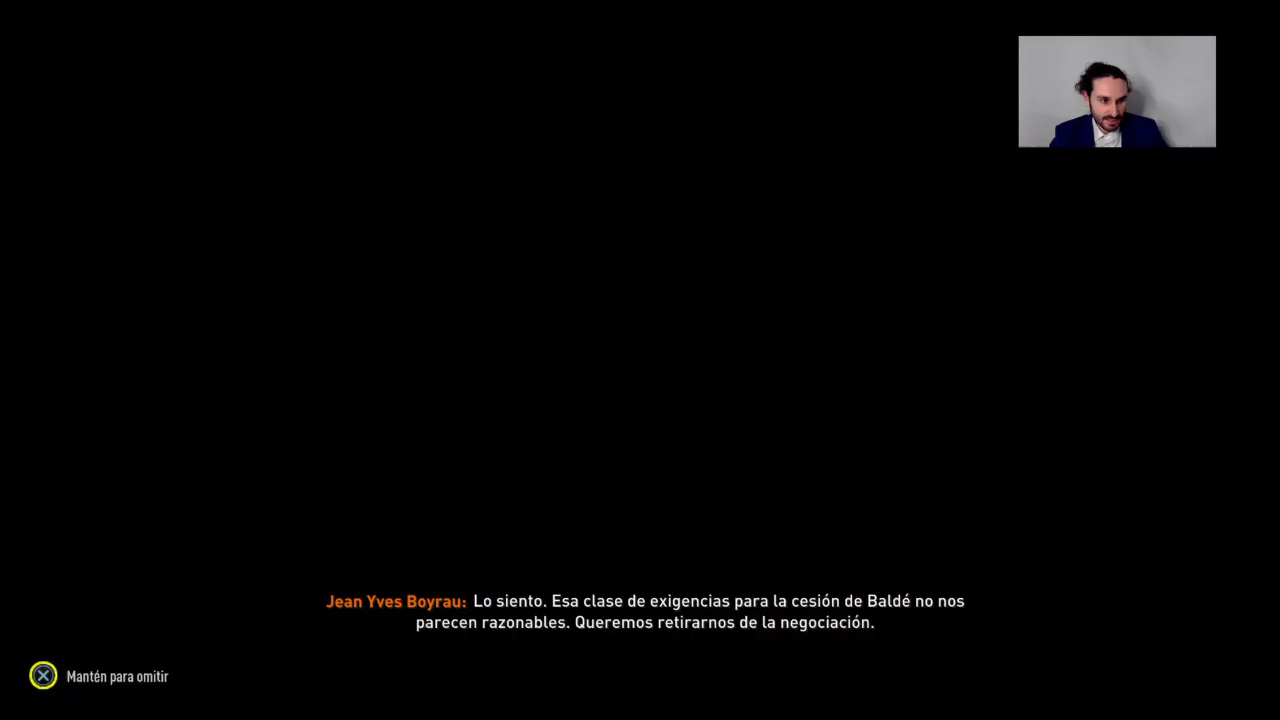 Jean Yves Boyrau: Lo siento. Esa clase de exigencias para la cesión de Baldé no nos
parecen razonables. Queremos retirarnos de la negociación.
Mantén para omitir